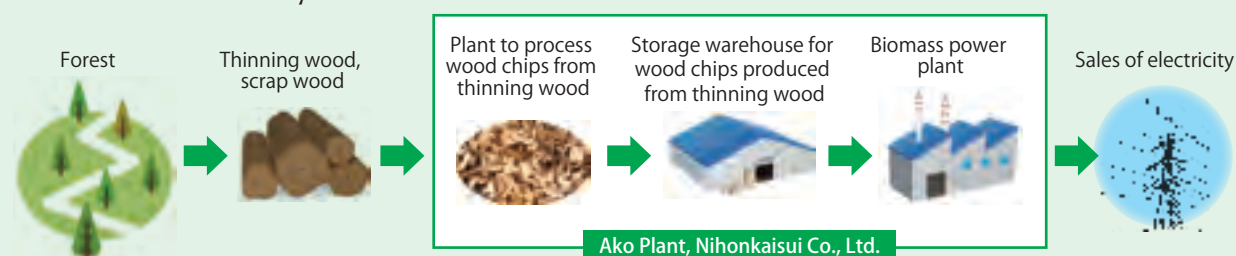 Forest
Thinning wood,
scrap wood
Plant to process
wood chips from
thinning wood
Storage warehouse for
wood chips produced
from thinning wood
Biomass power
plant
Sales of electricity
Ako Plant, Nihonkaisui Co., Ltd.